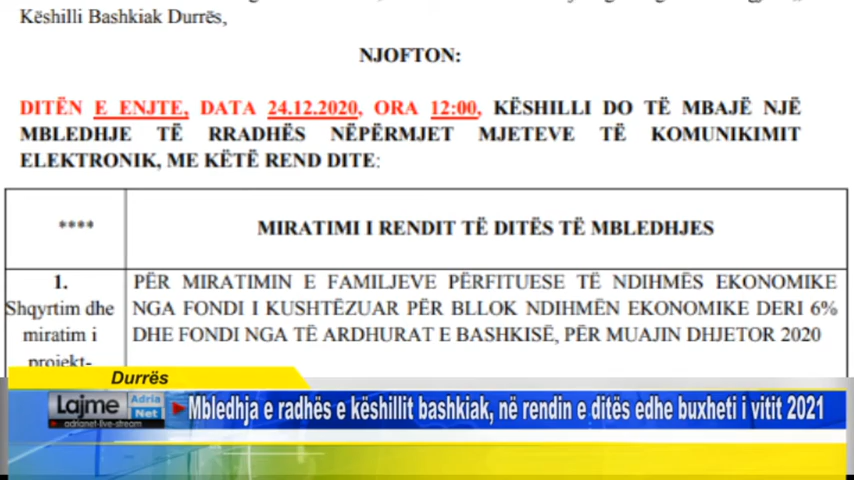 Këshilli Bashkiak Durrës,
NJOFTON:
DITËN E ENJTE, DATA 24.12.2020, ORA 12:00, KËSHILLI DO TË MBAJË NJË
MBLEDHJE TË RRADHËS NËPËRMJET MJETEVE TË KOMUNIKIMIT
ELEKTRONIK, ME KËTË REND DITE:
**** MIRATIMI I RENDIT TË DITËS TË MBLEDHJES
1.
Shqyrtim dhe
miratim i
projekt-
PËR MIRATIMIN E FAMILJEVE PËRFITUESE TË NDIHMËS EKONOMIKE
NGA FONDI I KUSHTËZUAR PËR BLLOK NDIHMËN EKONOMIKE DERI 6%
DHE FONDI NGA TË ARDHURAT E BASHKISË, PËR MUAJIN DHJETOR 2020
Durrës
Lajme Adria Net
adrianet-live-stream
Mbledhja e radhës e këshillit bashkiak, në rendin e ditës edhe buxheti i vitit 2021